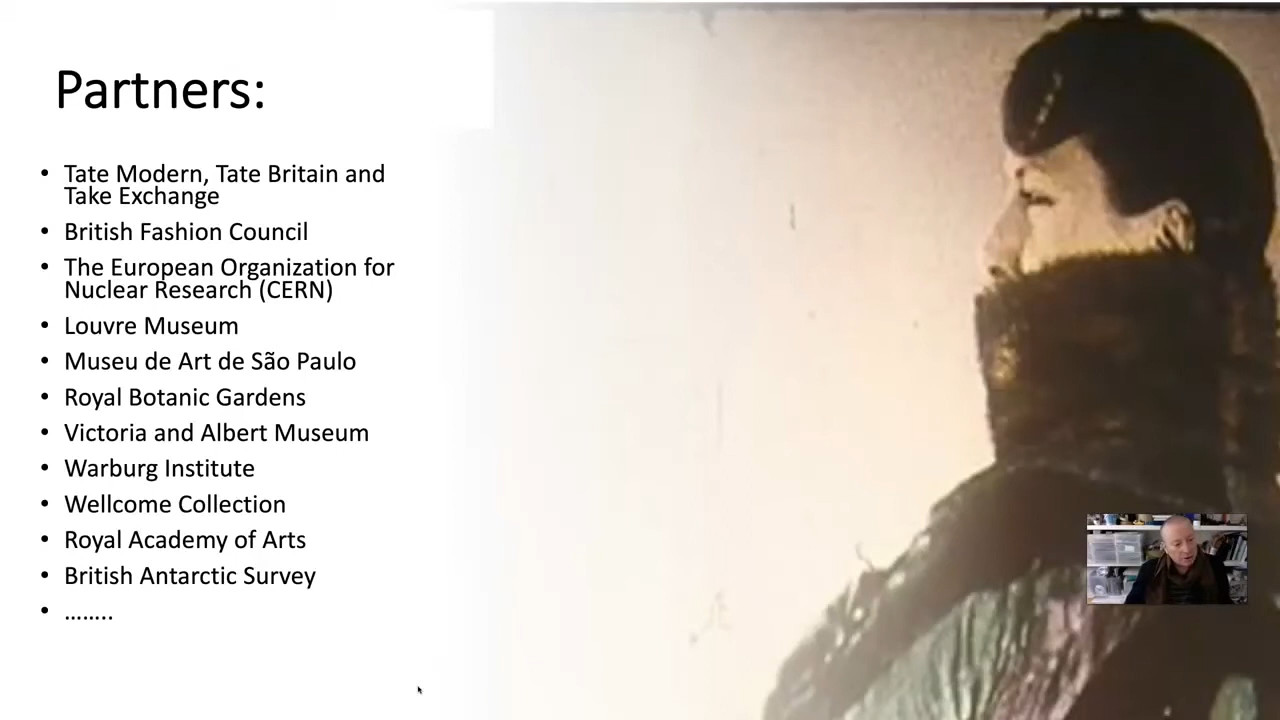 Partners:
• Tate Modern, Tate Britain and
Take Exchange
• British Fashion Council
• The European Organization for
Nuclear Research (CERN)
• Louvre Museum
• Museu de Art de São Paulo
• Royal Botanic Gardens
• Victoria and Albert Museum
• Warburg Institute
• Wellcome Collection
• Royal Academy of Arts
• British Antarctic Survey
• ........